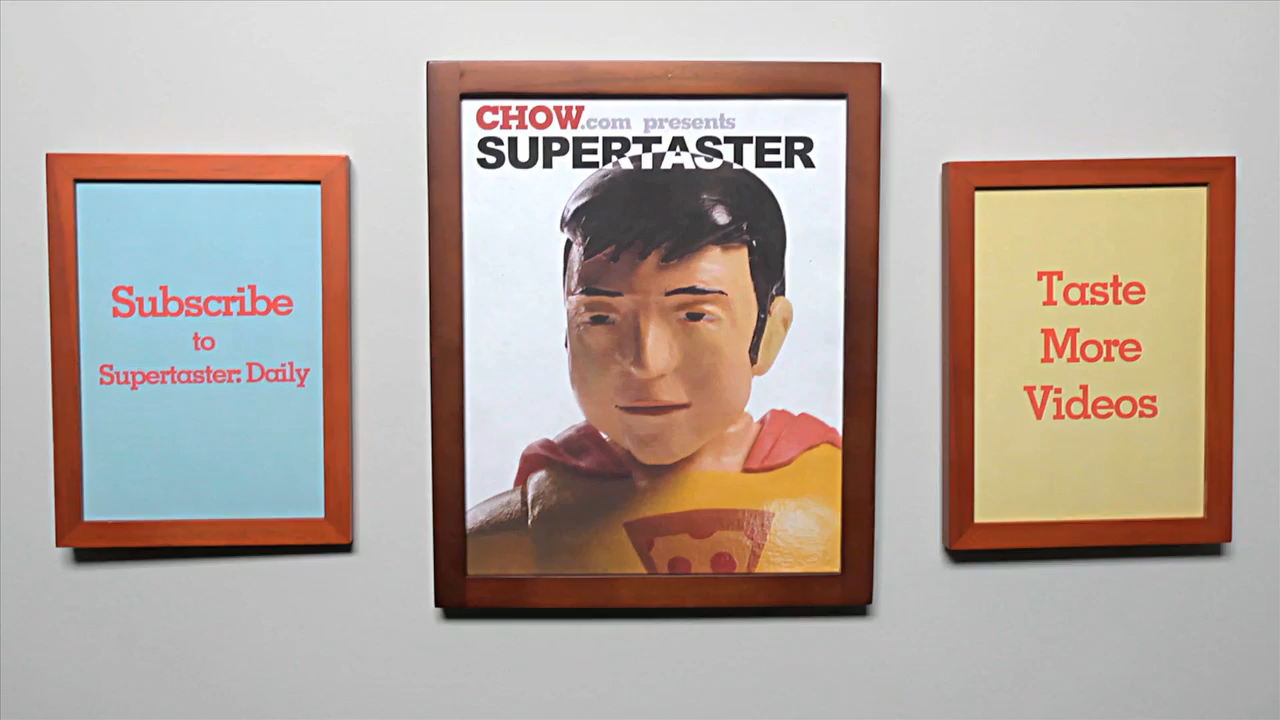 Subscribe
to
Supertaster: Daily
CHOW.com presents
SUPERTASTER
Taste
More
Videos